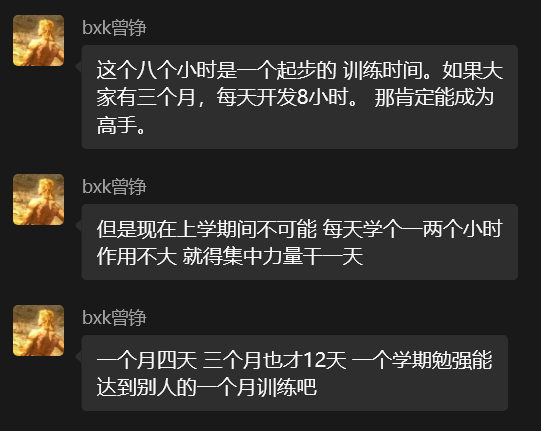 bxk曾铮
这个八个小时是一个起步的 训练时间。如果大
家有三个月，每天开发8小时。 那肯定能成为
高手。
bxk曾铮
但是现在上学期间不可能 每天学个一两个小时
作用不大 就得集中力量干一天
bxk曾铮
一个月四天 三个月也才12天 一个学期勉强能
达到别人的一个月训练吧